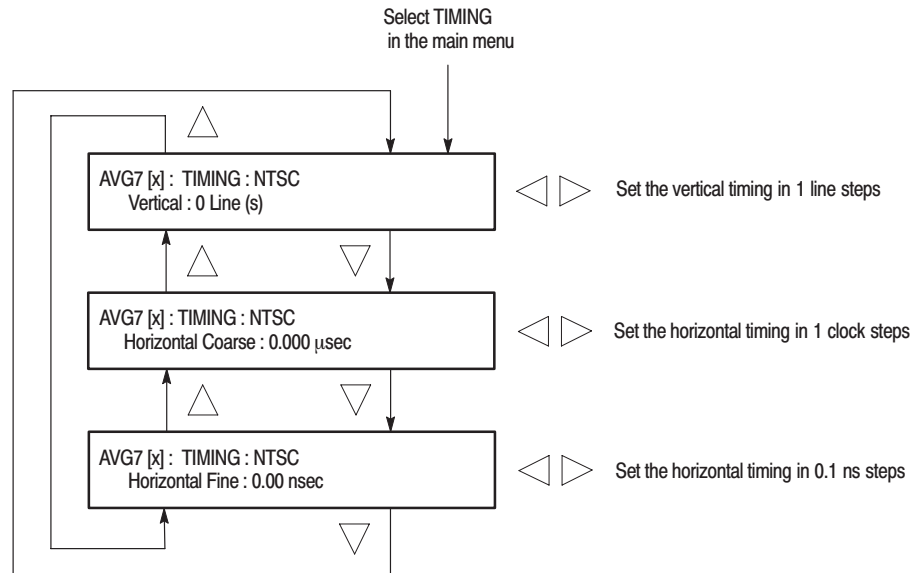 Select TIMING
in the main menu
AVG7 [x] : TIMING : NTSC
Vertical : 0 Line (s)
Set the vertical timing in 1 line steps
AVG7 [x] : TIMING : NTSC
Horizontal Coarse : 0.000 μsec
Set the horizontal timing in 1 clock steps
AVG7 [x] : TIMING : NTSC
Horizontal Fine : 0.00 nsec
Set the horizontal timing in 0.1 ns steps